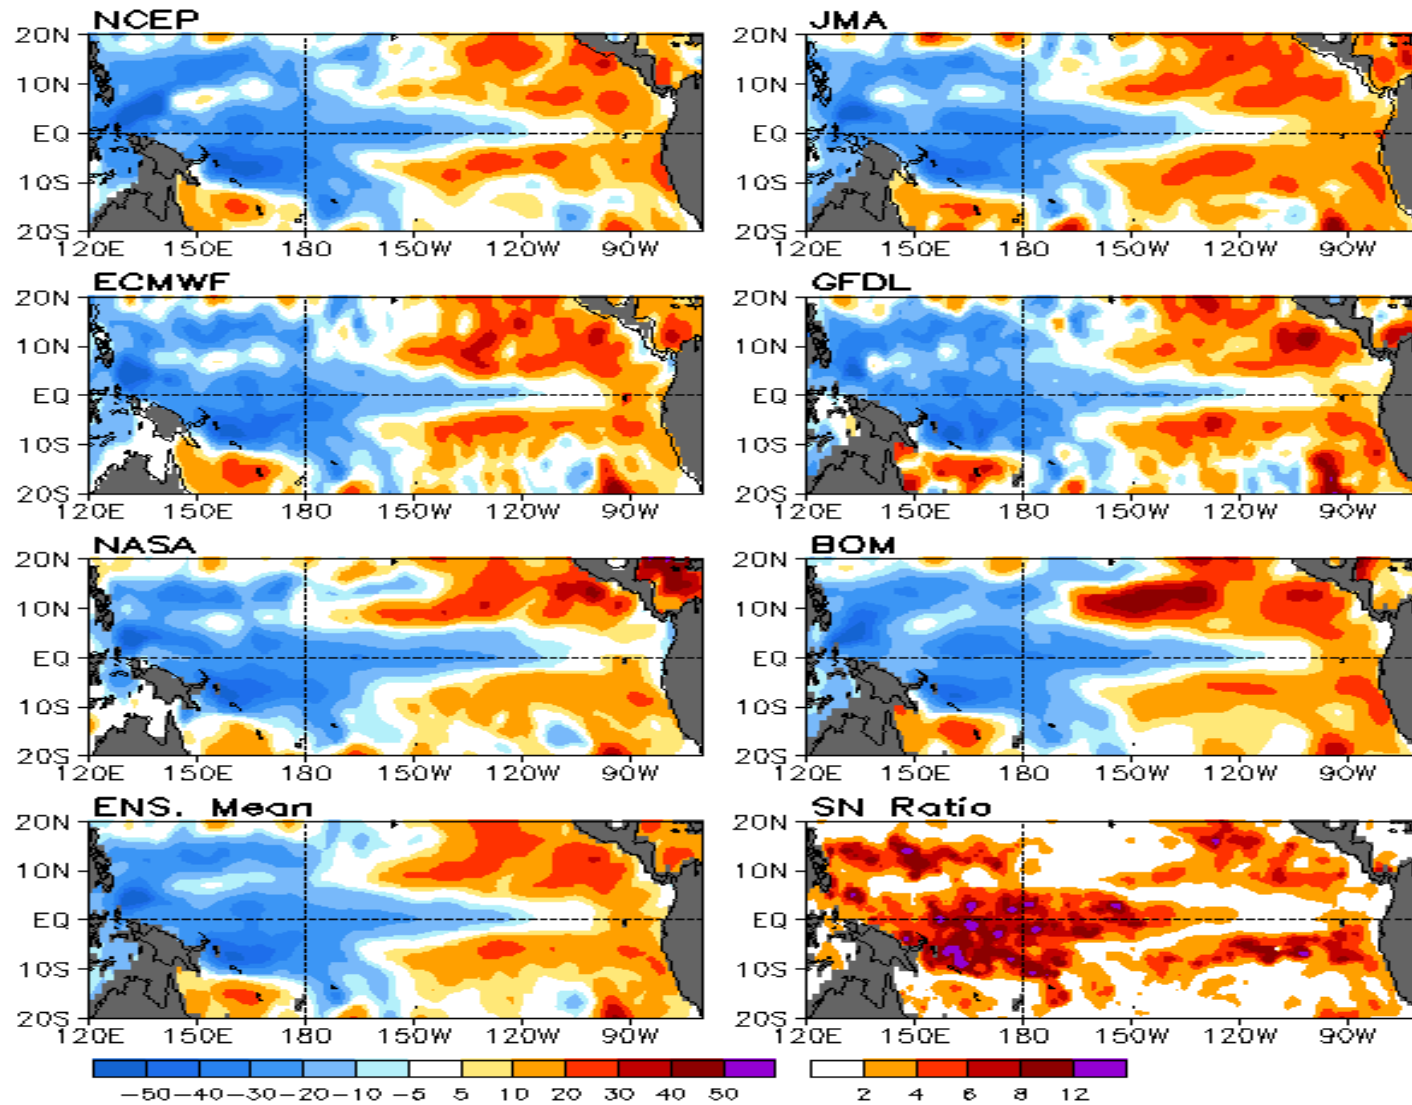 NCEP
20N
10N
EQ
10S
20S
120E 150E 180 150W 120W 90W
JMA
20N
10N
EQ
10S
20S
120E 150E 180 150W 120W 90W
ECMWF
20N
10N
EQ
10S
20S
120E 150E 180 150W 120W 90W
GFDL
20N
10N
EQ
10S
20S
120E 150E 180 150W 120W 90W
NASA
20N
10N
EQ
10S
20S
120E 150E 180 150W 120W 90W
BOM
20N
10N
EQ
10S
20S
120E 150E 180 150W 120W 90W
ENS. Mean
20N
10N
EQ
10S
20S
120E 150E 180 150W 120W 90W
SN Ratio
20N
10N
EQ
10S
20S
120E 150E 180 150W 120W 90W
-50 -40 -30 -20 -10 -5 5 10 20 30 40 50
2 4 6 8 12